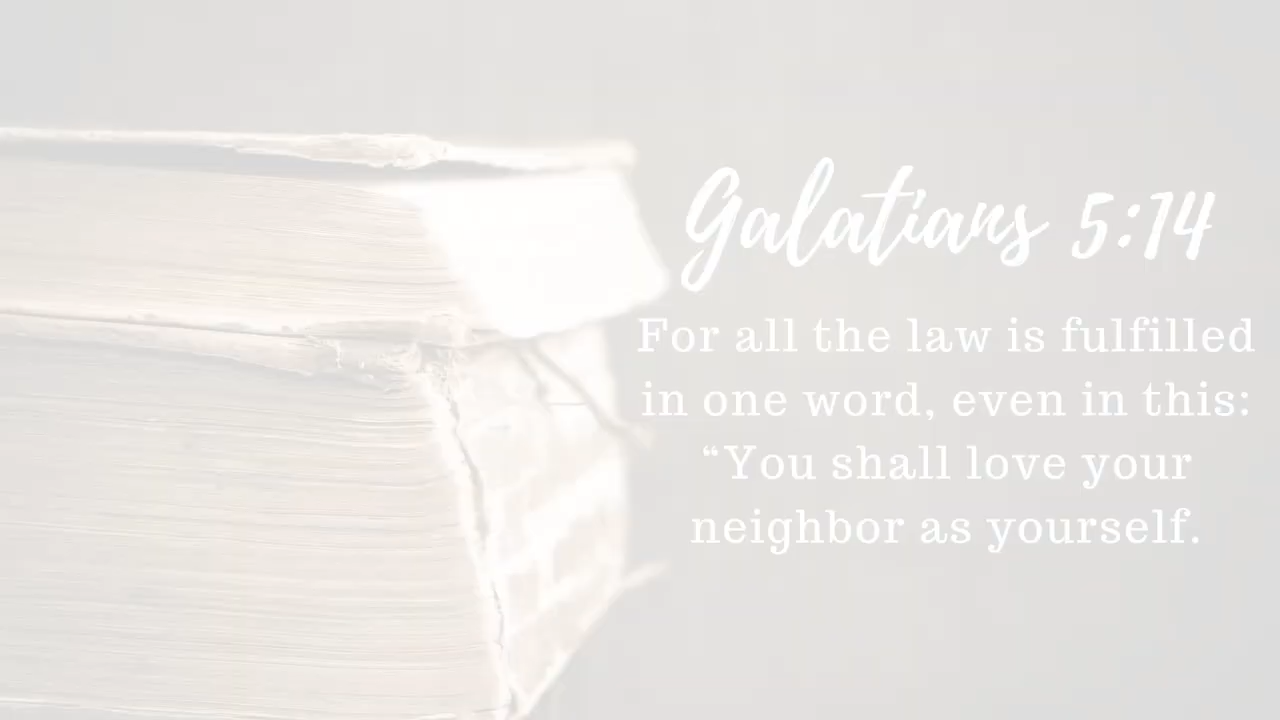 Galatians 5:14
For all the law is fulfilled
in one word, even in this:
“You shall love your
neighbor as yourself.